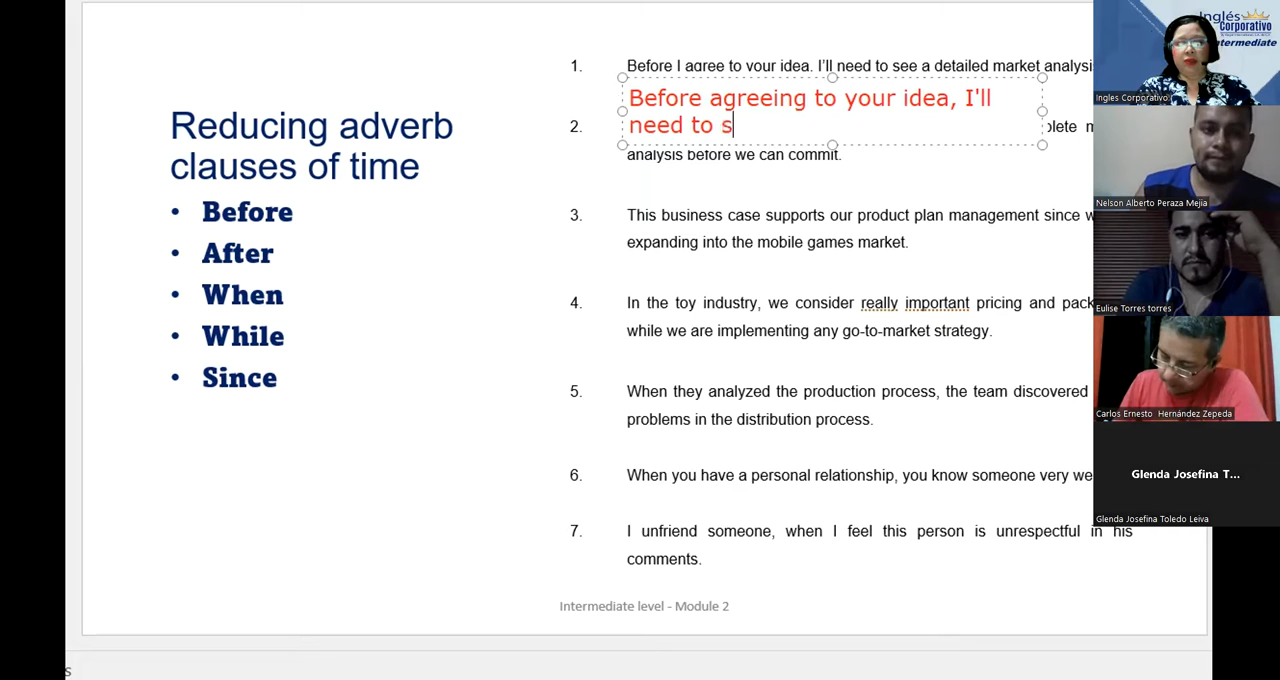 Reducing adverb
clauses of time
• Before
• After
• When
• While
• Since
1. Before I agree to your idea. I'll need to see a detailed market analysis
Before agreeing to your idea, I'll
need to s
2.
analysis before we can commit.
3. This business case supports our product plan management since
expanding into the mobile games market.
4. In the toy industry, we consider really important pricing and
while we are implementing any go-to-market strategy.
5. When they analyzed the production process, the team discovered
problems in the distribution process.
6. When you have a personal relationship, you know someone very
7. I unfriend someone, when I feel this person is unrespectful in his
comments.
Intermediate level - Module 2
Inglés
Corporativo
Intermediate
Ingles Corporativo
Nelson Alberto Peraza Mejia
Eulise Torres torres
Carlos Ernesto Hernández Zepeda
Glenda Josefina T...
Glenda Josefina Toledo Leiva